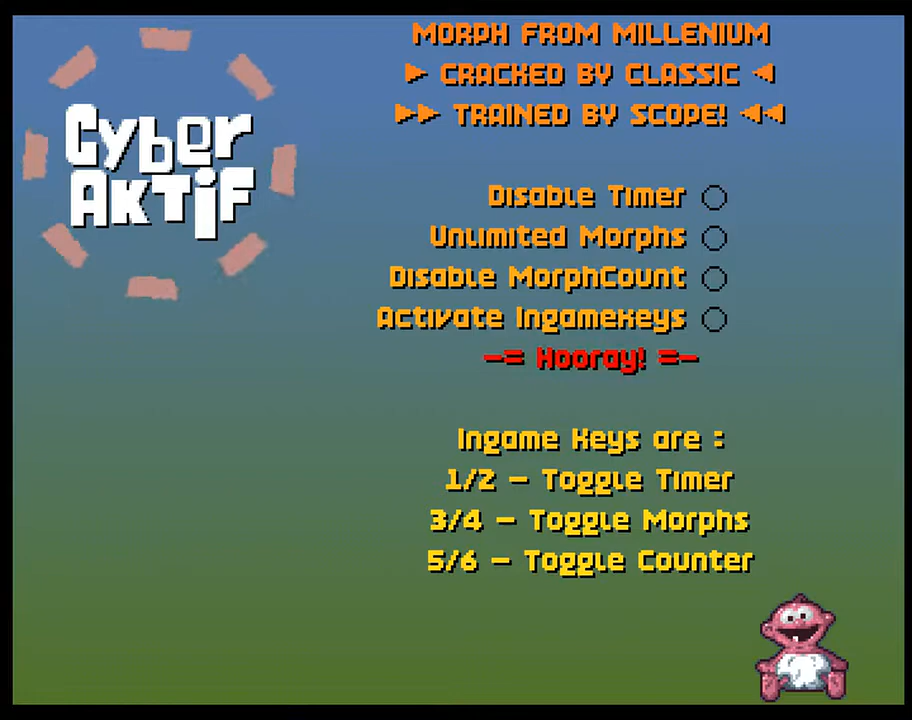 Cyber
AKTiF
MORPH FROM MILLENIUM
► CRACKED BY CLASSIC ◄
►► TRAINED BY SCOPE! ◄◄
Disable Timer
Unlimited Morphs
Disable MorphCount
Activate Ingamekeys
-= Hooray! =-
Ingame Keys are :
1/2 - Toggle Timer
3/4 - Toggle Morphs
5/6 - Toggle Counter